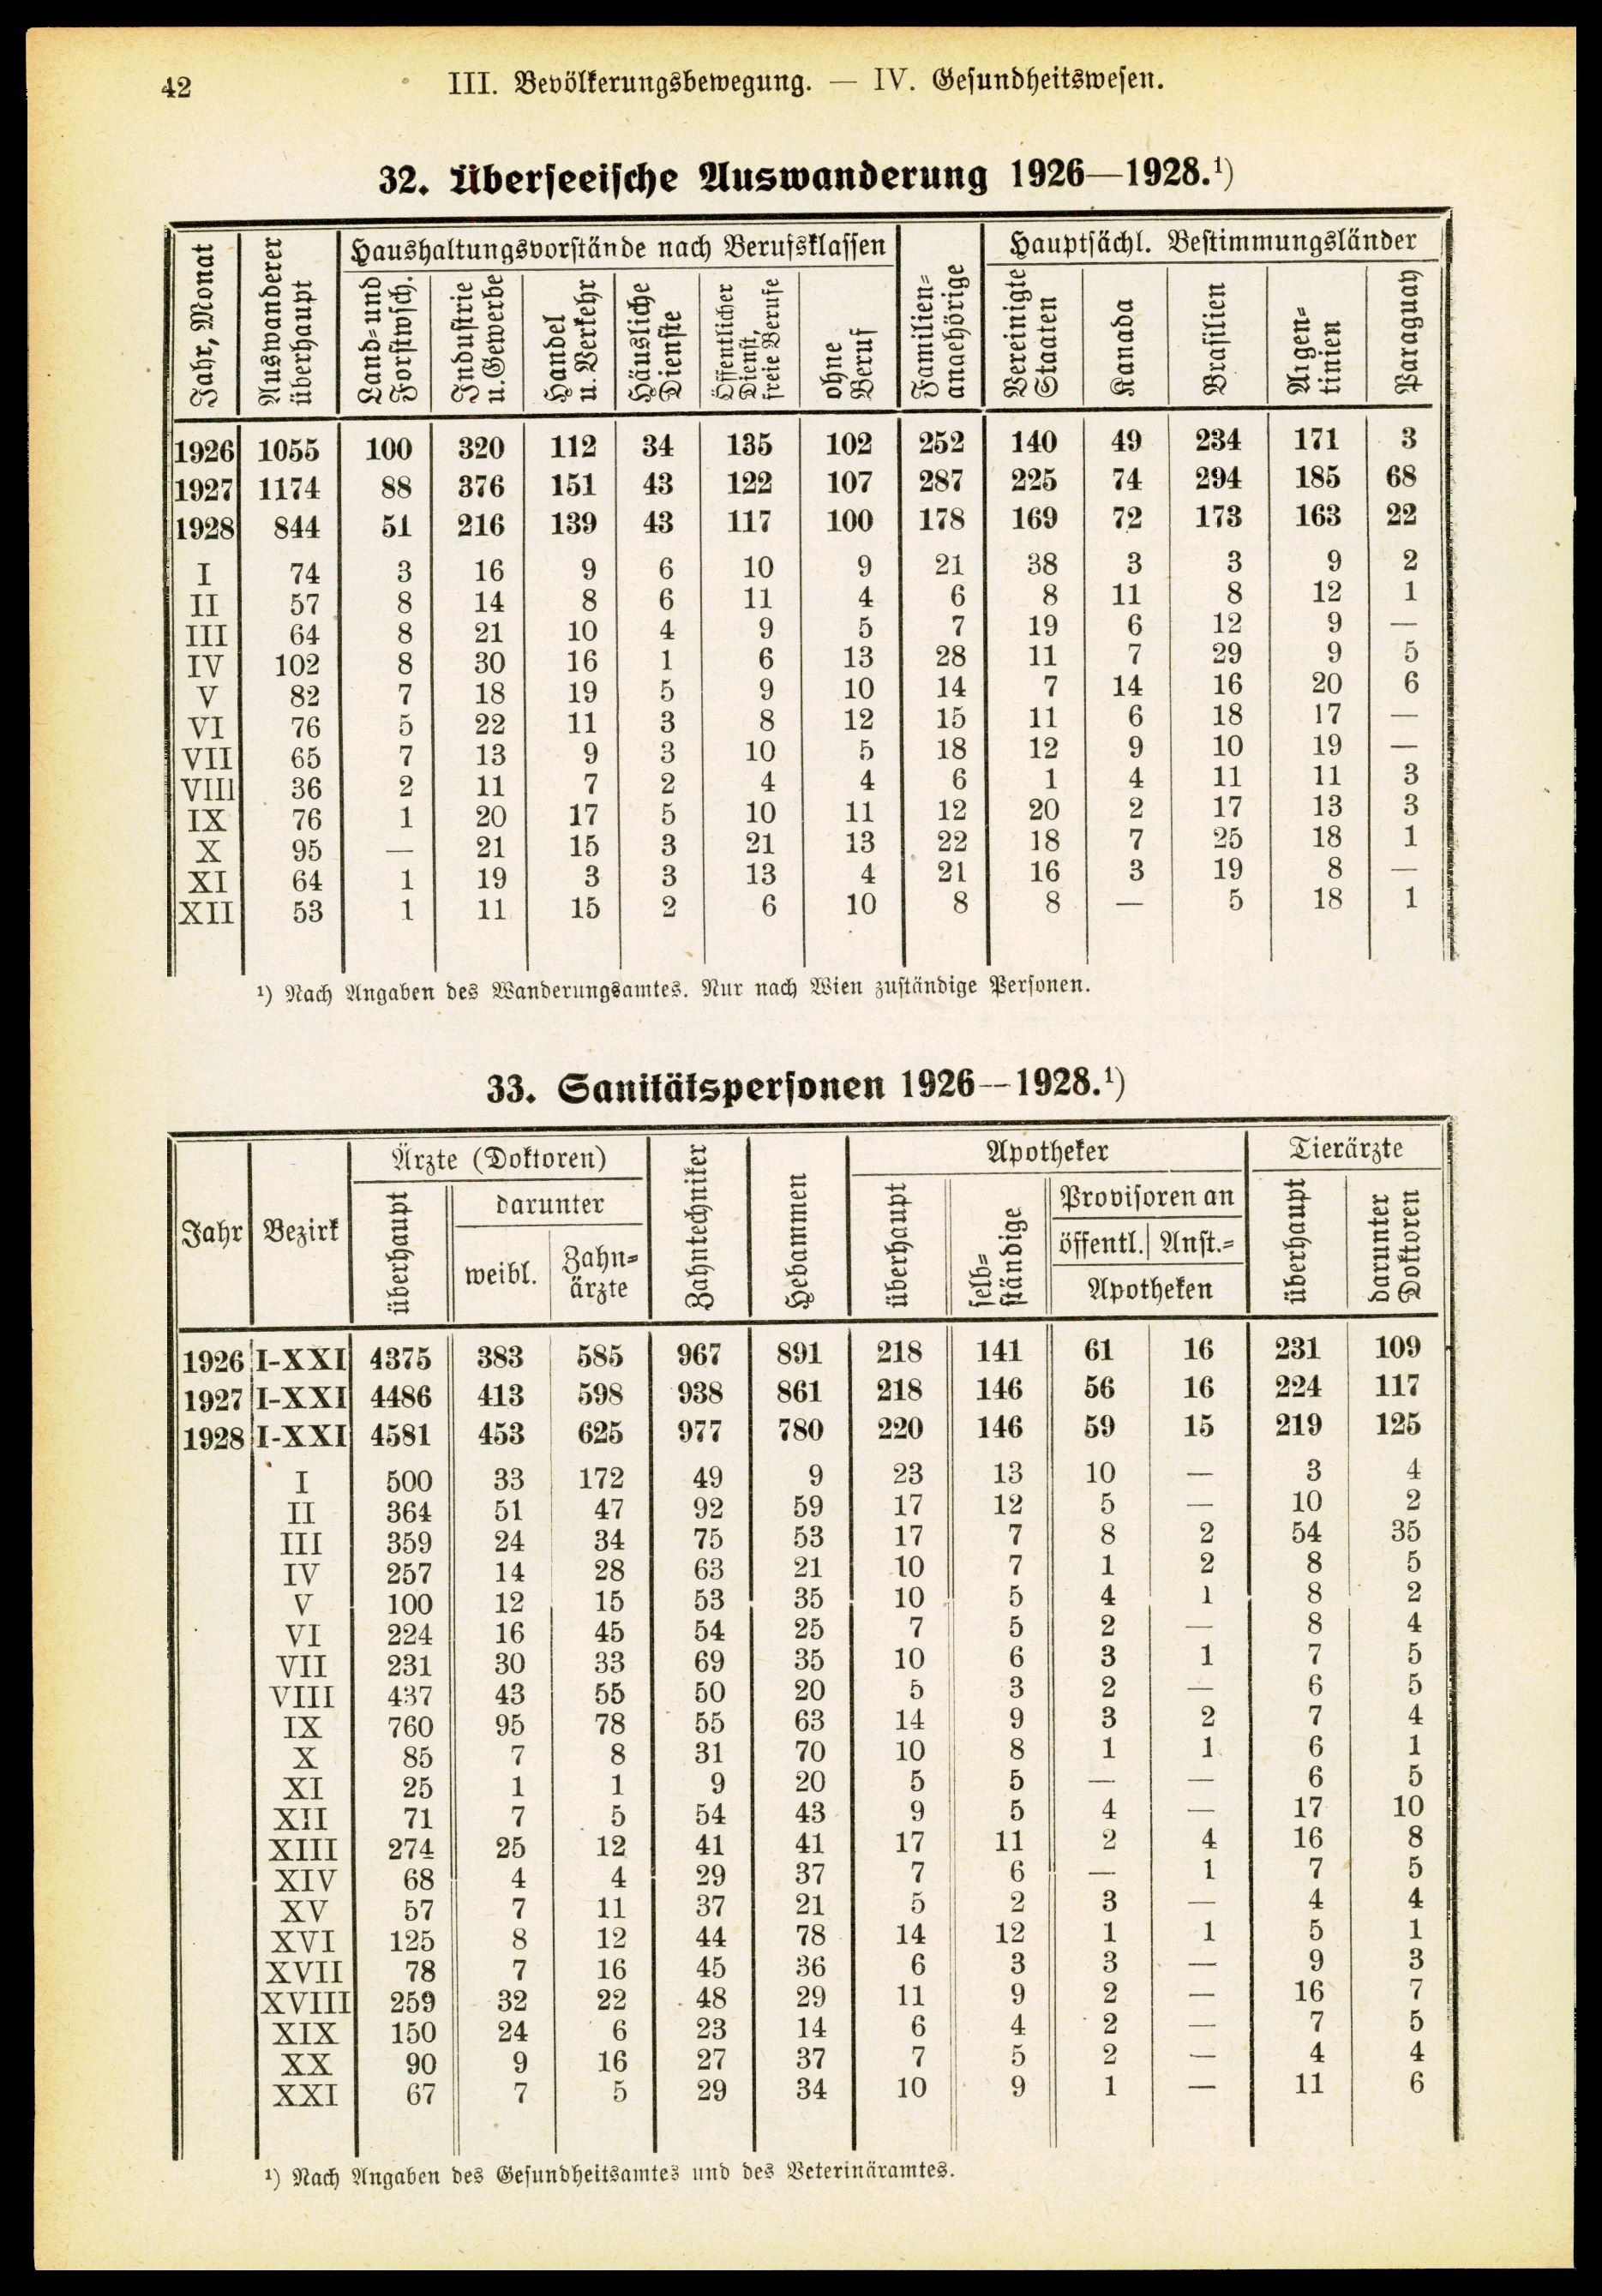 42
III. Bevölkerungsbewegung. — IV. Gesundheitswesen.
32. Überseeische Auswanderung 1926—1928.¹)
Jahr, Monat | Auswanderer überhaupt | Haushaltungsvorstände nach Berufsklassen | Familien-angehörige | Hauptsächl. Bestimmungsländer
Land- und Forstwsch. | Industrie u. Gewerbe | Handel u. Verkehr | Häusliche Dienste | Öffentlicher Dienst, freie Berufe | ohne Beruf | Vereinigte Staaten | Kanada | Brasilien | Argen-tinien | Paraguay
1926 1055 100 320 112 34 135 102 252 140 49 234 171 3
1927 1174 88 376 151 43 122 107 287 225 74 294 185 68
1928 844 51 216 139 43 117 100 178 169 72 173 163 22
I 74 3 16 9 6 10 9 21 38 3 3 9 2
II 57 8 14 8 6 11 4 6 8 11 8 12 1
III 64 8 21 10 4 9 5 7 19 6 12 9 —
IV 102 8 30 16 1 6 13 28 11 7 29 9 5
V 82 7 18 19 5 9 10 14 7 14 16 20 6
VI 76 5 22 11 3 8 12 15 11 6 18 17 —
VII 65 7 13 9 3 10 5 18 12 9 10 19 —
VIII 36 2 11 7 2 4 4 6 1 4 11 11 3
IX 76 1 20 17 5 10 11 12 20 2 17 13 3
X 95 — 21 15 3 21 13 22 18 7 25 18 1
XI 64 1 19 3 3 13 4 21 16 3 19 8 —
XII 53 1 11 15 2 6 10 8 8 — 5 18 1
¹) Nach Angaben des Wanderungsamtes. Nur nach Wien zuständige Personen.
33. Sanitätspersonen 1926—1928.¹)
Jahr | Bezirk | Ärzte (Doktoren) | Zahntechniker | Hebammen | Apotheker | Tierärzte
überhaupt | darunter | überhaupt | selb-ständige | Provisoren an | überhaupt | darunter Doktoren
weibl. | Zahn-ärzte | öffentl. | Anst.-
Apotheken
1926 I-XXI 4375 383 585 967 891 218 141 61 16 231 109
1927 I-XXI 4486 413 598 938 861 218 146 56 16 224 117
1928 I-XXI 4581 453 625 977 780 220 146 59 15 219 125
I 500 33 172 49 9 23 13 10 — 3 4
II 364 51 47 92 59 17 12 5 — 10 2
III 359 24 34 75 53 17 7 8 2 54 35
IV 257 14 28 63 21 10 7 1 2 8 5
V 100 12 15 53 35 10 5 4 1 8 2
VI 224 16 45 54 25 7 5 2 — 8 4
VII 231 30 33 69 35 10 6 3 1 7 5
VIII 437 43 55 50 20 5 3 2 — 6 5
IX 760 95 78 55 63 14 9 3 2 7 4
X 85 7 8 31 70 10 8 1 1 6 1
XI 25 1 1 9 20 5 5 — — 6 5
XII 71 7 5 54 43 9 5 4 — 17 10
XIII 274 25 12 41 41 17 11 2 4 16 8
XIV 68 4 4 29 37 7 6 — 1 7 5
XV 57 7 11 37 21 5 2 3 — 4 4
XVI 125 8 12 44 78 14 12 1 1 5 1
XVII 78 7 16 45 36 6 3 3 — 9 3
XVIII 259 32 22 48 29 11 9 2 — 16 7
XIX 150 24 6 23 14 6 4 2 — 7 5
XX 90 9 16 27 37 7 5 2 — 4 4
XXI 67 7 5 29 34 10 9 1 — 11 6
¹) Nach Angaben des Gesundheitsamtes und des Veterinäramtes.